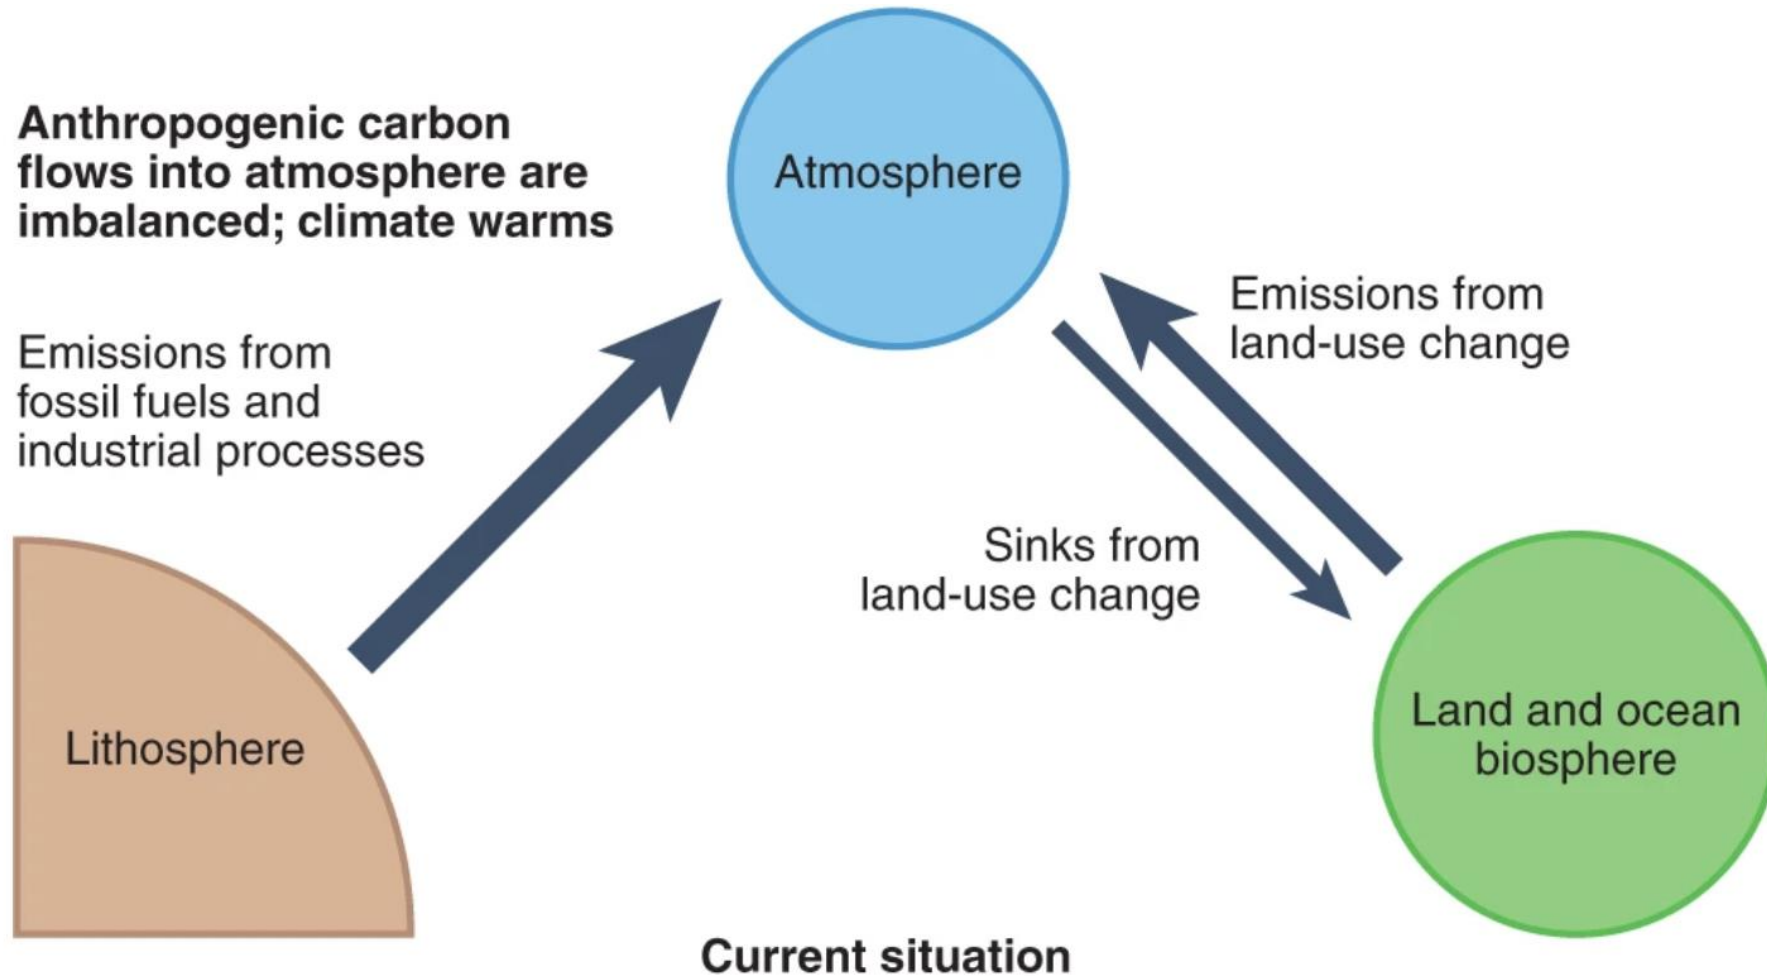 Anthropogenic carbon
flows into atmosphere are
imbalanced; climate warms
Atmosphere
Emissions from
land-use change
Emissions from
fossil fuels and
industrial processes
Sinks from
land-use change
Lithosphere
Land and ocean
biosphere
Current situation